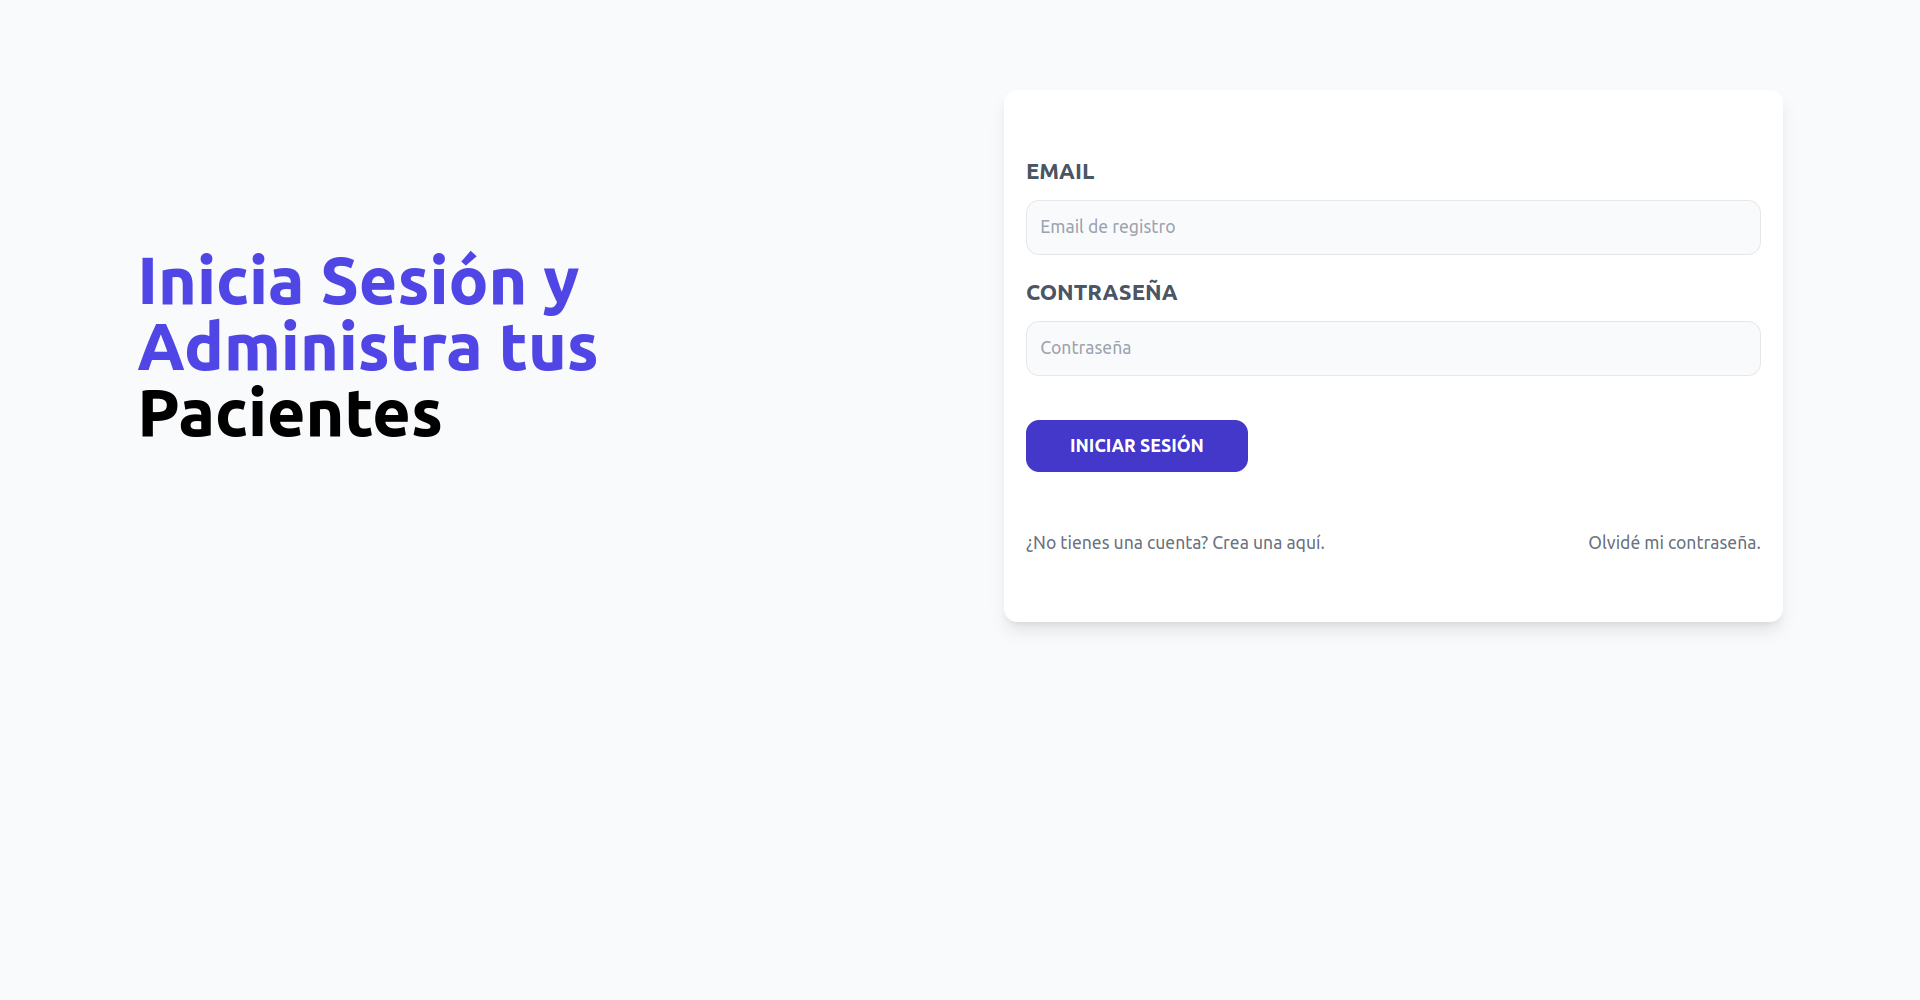 Inicia Sesión y
Administra tus
Pacientes
EMAIL
Email de registro
CONTRASEÑA
Contraseña
INICIAR SESIÓN
¿No tienes una cuenta? Crea una aquí.
Olvidé mi contraseña.